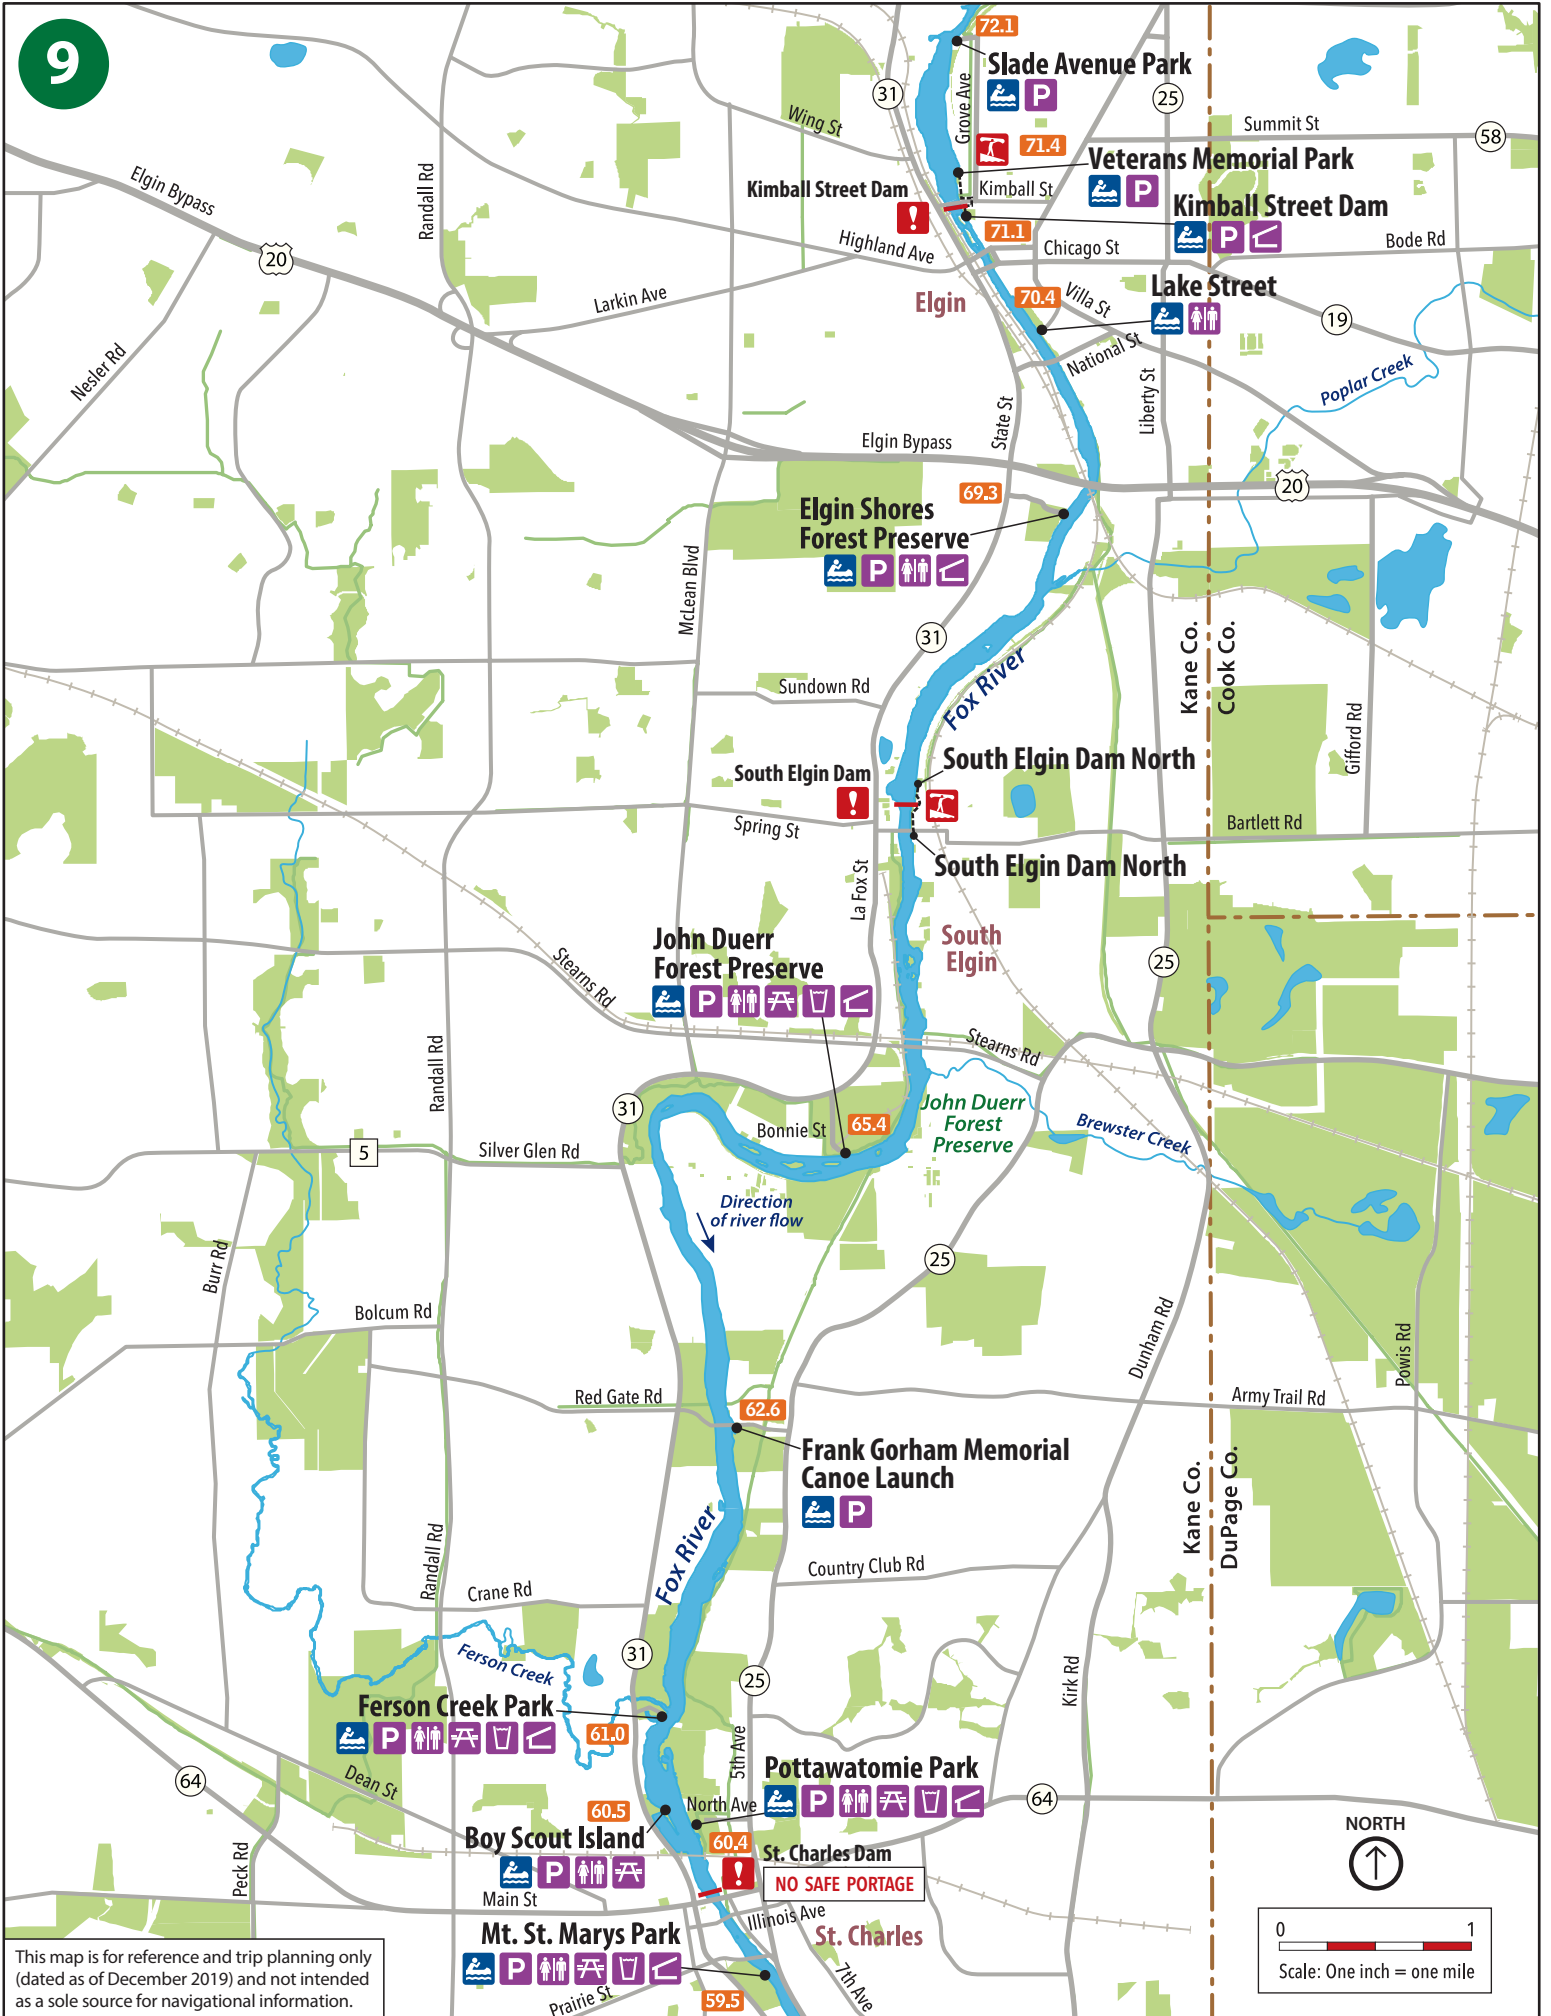 9
72.1
Slade Avenue Park
P
31
Grove Ave
25
Wing St
Summit St
58
71.4
Veterans Memorial Park
P
Kimball Street Dam
!
Kimball St
Kimball Street Dam
P
71.1
Randall Rd
Elgin Bypass
20
Highland Ave
Chicago St
Bode Rd
Larkin Ave
Elgin
70.4
Villa St
Lake Street
19
Nesler Rd
National St
Poplar Creek
State St
Liberty St
Elgin Bypass
20
69.3
Elgin Shores
Forest Preserve
P
McLean Blvd
31
Kane Co.
Cook Co.
Fox River
Sundown Rd
Gifford Rd
South Elgin Dam North
South Elgin Dam
!
Spring St
Bartlett Rd
South Elgin Dam North
La Fox St
South
Elgin
25
John Duerr
Forest Preserve
P
Stearns Rd
Stearns Rd
Randall Rd
31
65.4
John Duerr
Forest
Preserve
Bonnie St
Brewster Creek
5
Silver Glen Rd
Direction
of river flow
25
Burr Rd
Bolcum Rd
Dunham Rd
Powis Rd
Red Gate Rd
62.6
Army Trail Rd
Frank Gorham Memorial
Canoe Launch
P
Kane Co.
DuPage Co.
Fox River
Randall Rd
Country Club Rd
Crane Rd
Ferson Creek
31
25
Kirk Rd
Ferson Creek Park
P
61.0
5th Ave
64
Dean St
Pottawatomie Park
P
64
60.5
North Ave
Boy Scout Island
P
60.4
!
St. Charles Dam
NO SAFE PORTAGE
NORTH
Peck Rd
Main St
Illinois Ave
St. Charles
Mt. St. Marys Park
P
7th Ave
Prairie St
59.5
0 1
Scale: One inch = one mile
This map is for reference and trip planning only
(dated as of December 2019) and not intended
as a sole source for navigational information.